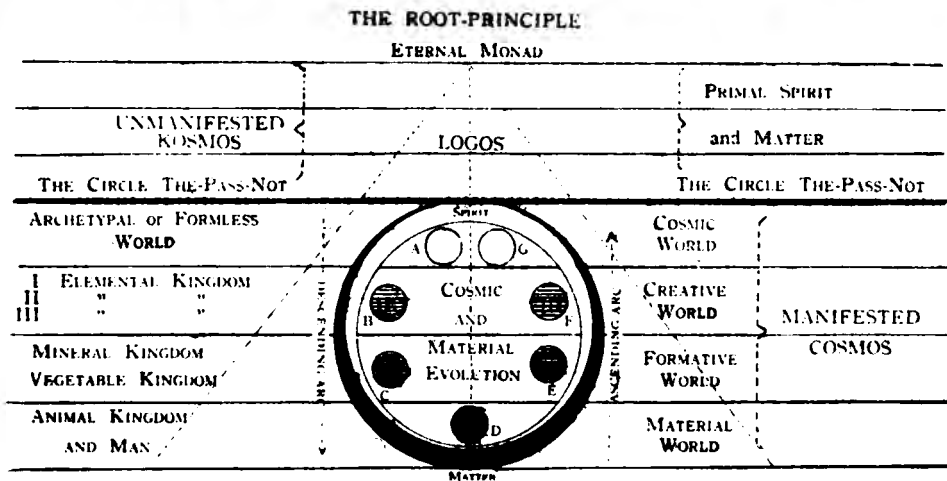 THE ROOT-PRINCIPLE
ETERNAL MONAD
PRIMAL SPIRIT
UNMANIFESTED
KOSMOS
LOGOS
and MATTER
THE CIRCLE THE-PASS-NOT
THE CIRCLE THE-PASS-NOT
SPIRIT
ARCHETYPAL or FORMLESS
WORLD
A
G
COSMIC
WORLD
I ELEMENTAL KINGDOM
II " "
III " "
DESCENDING ARC
B
COSMIC
AND
F
ASCENDING ARC
CREATIVE
WORLD
MANIFESTED
COSMOS
MINERAL KINGDOM
VEGETABLE KINGDOM
C
MATERIAL
EVOLUTION
E
FORMATIVE
WORLD
ANIMAL KINGDOM
AND MAN
D
MATERIAL
WORLD
MATTER